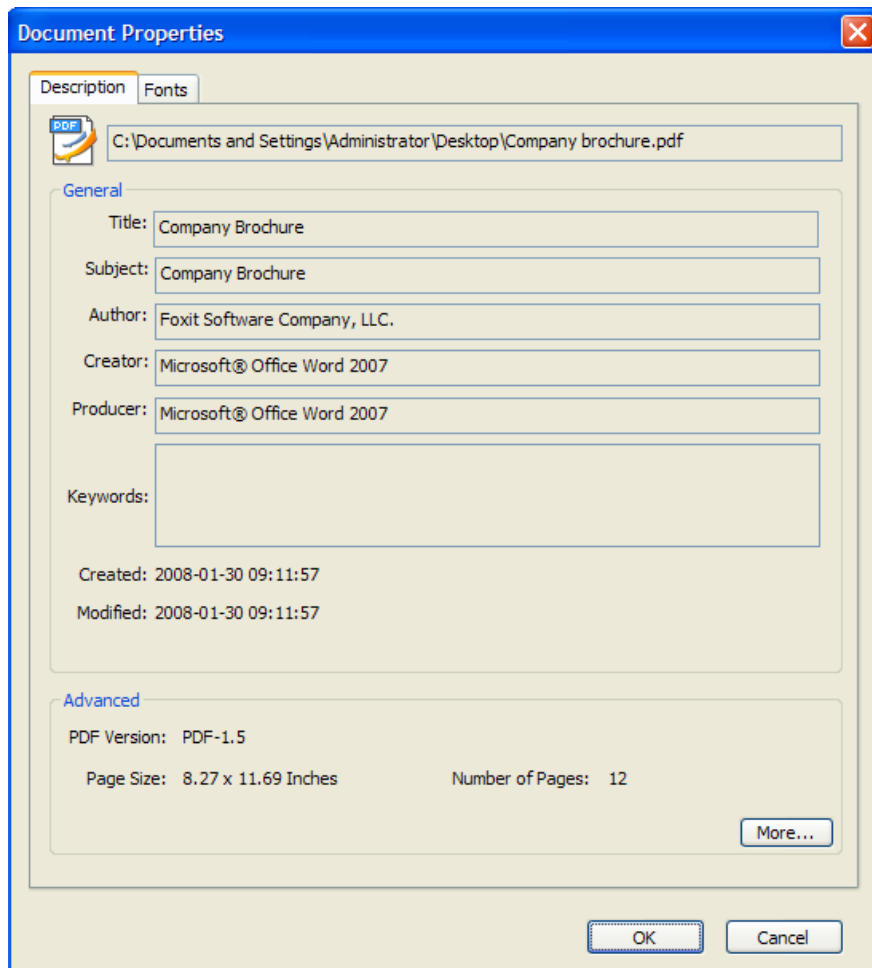 Document Properties
Description Fonts
PDF
C:\Documents and Settings\Administrator\Desktop\Company brochure.pdf
General
Title: Company Brochure
Subject: Company Brochure
Author: Foxit Software Company, LLC.
Creator: Microsoft® Office Word 2007
Producer: Microsoft® Office Word 2007
Keywords:
Created: 2008-01-30 09:11:57
Modified: 2008-01-30 09:11:57
Advanced
PDF Version: PDF-1.5
Page Size: 8.27 x 11.69 Inches Number of Pages: 12
More...
OK Cancel